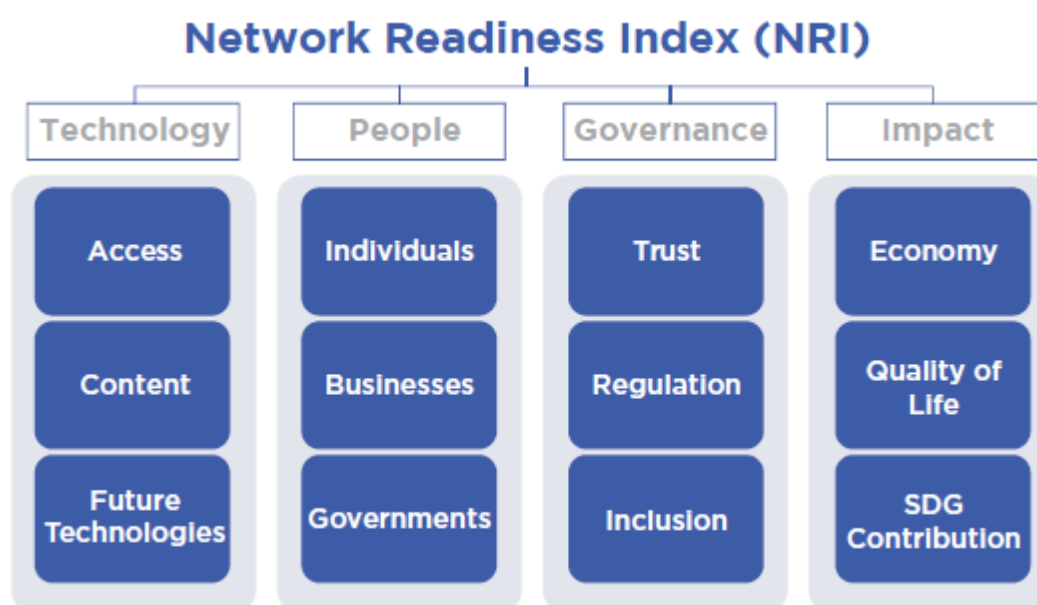 Network Readiness Index (NRI)
Technology
People
Governance
Impact
Access
Individuals
Trust
Economy
Content
Businesses
Regulation
Quality of
Life
Future
Technologies
Governments
Inclusion
SDG
Contribution